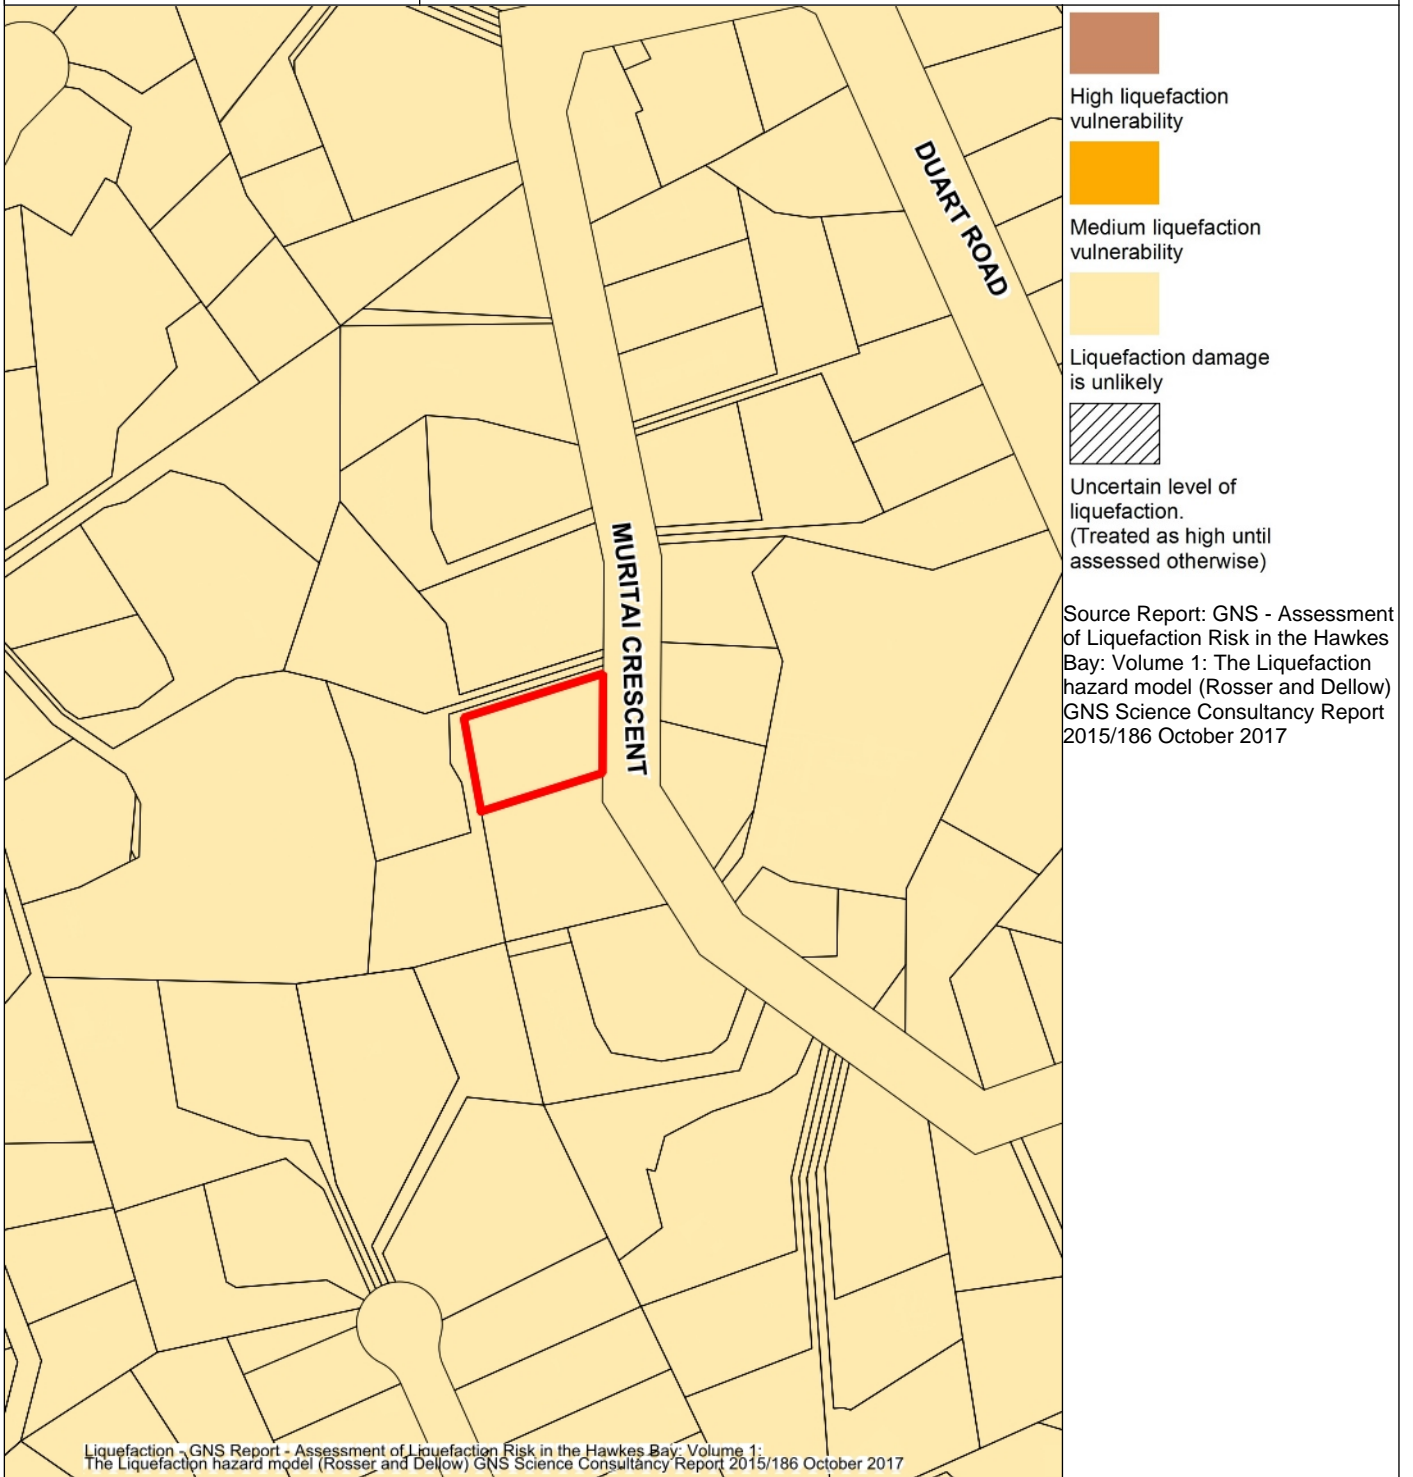 DUART ROAD
MURITAI CRESCENT
High liquefaction
vulnerability
Medium liquefaction
vulnerability
Liquefaction damage
is unlikely
Uncertain level of
liquefaction.
(Treated as high until
assessed otherwise)
Source Report: GNS - Assessment
of Liquefaction Risk in the Hawkes
Bay: Volume 1: The Liquefaction
hazard model (Rosser and Dellow)
GNS Science Consultancy Report
2015/186 October 2017
Liquefaction - GNS Report - Assessment of Liquefaction Risk in the Hawkes Bay: Volume 1:
The Liquefaction hazard model (Rosser and Dellow) GNS Science Consultancy Report 2015/186 October 2017